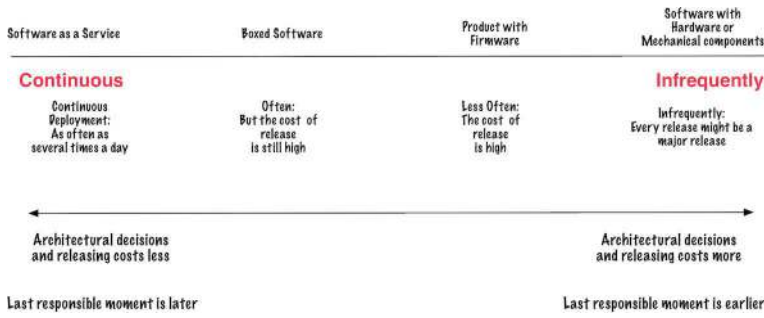 Software as a Service
Boxed Software
Product with
Firmware
Software with
Hardware or
Mechanical components
Continuous
Infrequently
Continuous
Deployment:
As often as
several times a day
Often:
But the cost of
release
is still high
Less Often:
The cost of
release
is high
Infrequently:
Every release might be a
major release
Architectural decisions
and releasing costs less
Architectural decisions
and releasing costs more
Last responsible moment is later
Last responsible moment is earlier